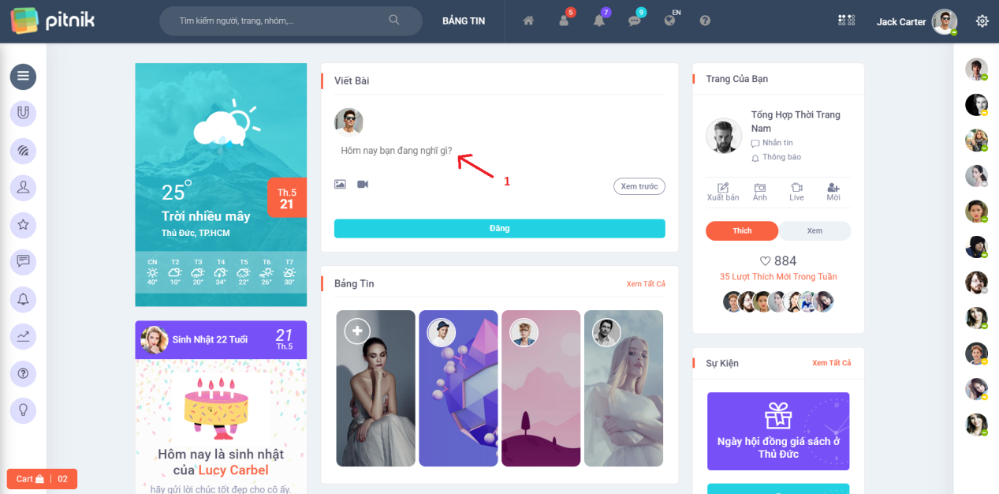 pitnik
Tìm kiếm người, trang, nhóm,...
BẢNG TIN
5
7
9
EN
Jack Carter
25°
Trời nhiều mây
Thủ Đức, TP.HCM
Th.5
21
CN T2 T3 T4 T5 T6 T7
40° 10° 20° 34° 22° 26° 30°
Sinh Nhật 22 Tuổi
21
Th.5
Hôm nay là sinh nhật
của Lucy Carbel
hãy gửi lời chúc tốt đẹp cho cô ấy.
Cart | 02
Viết Bài
Hôm nay bạn đang nghĩ gì?
1
Xem trước
Đăng
Bảng Tin
Xem Tất Cả
Trang Của Bạn
Tổng Hợp Thời Trang
Nam
Nhắn tin
Thông báo
Xuất bản Ảnh Live Mời
Thích
Xem
884
35 Lượt Thích Mới Trong Tuần
Sự Kiện
Xem Tất Cả
Ngày hội đồng giá sách ở
Thủ Đức